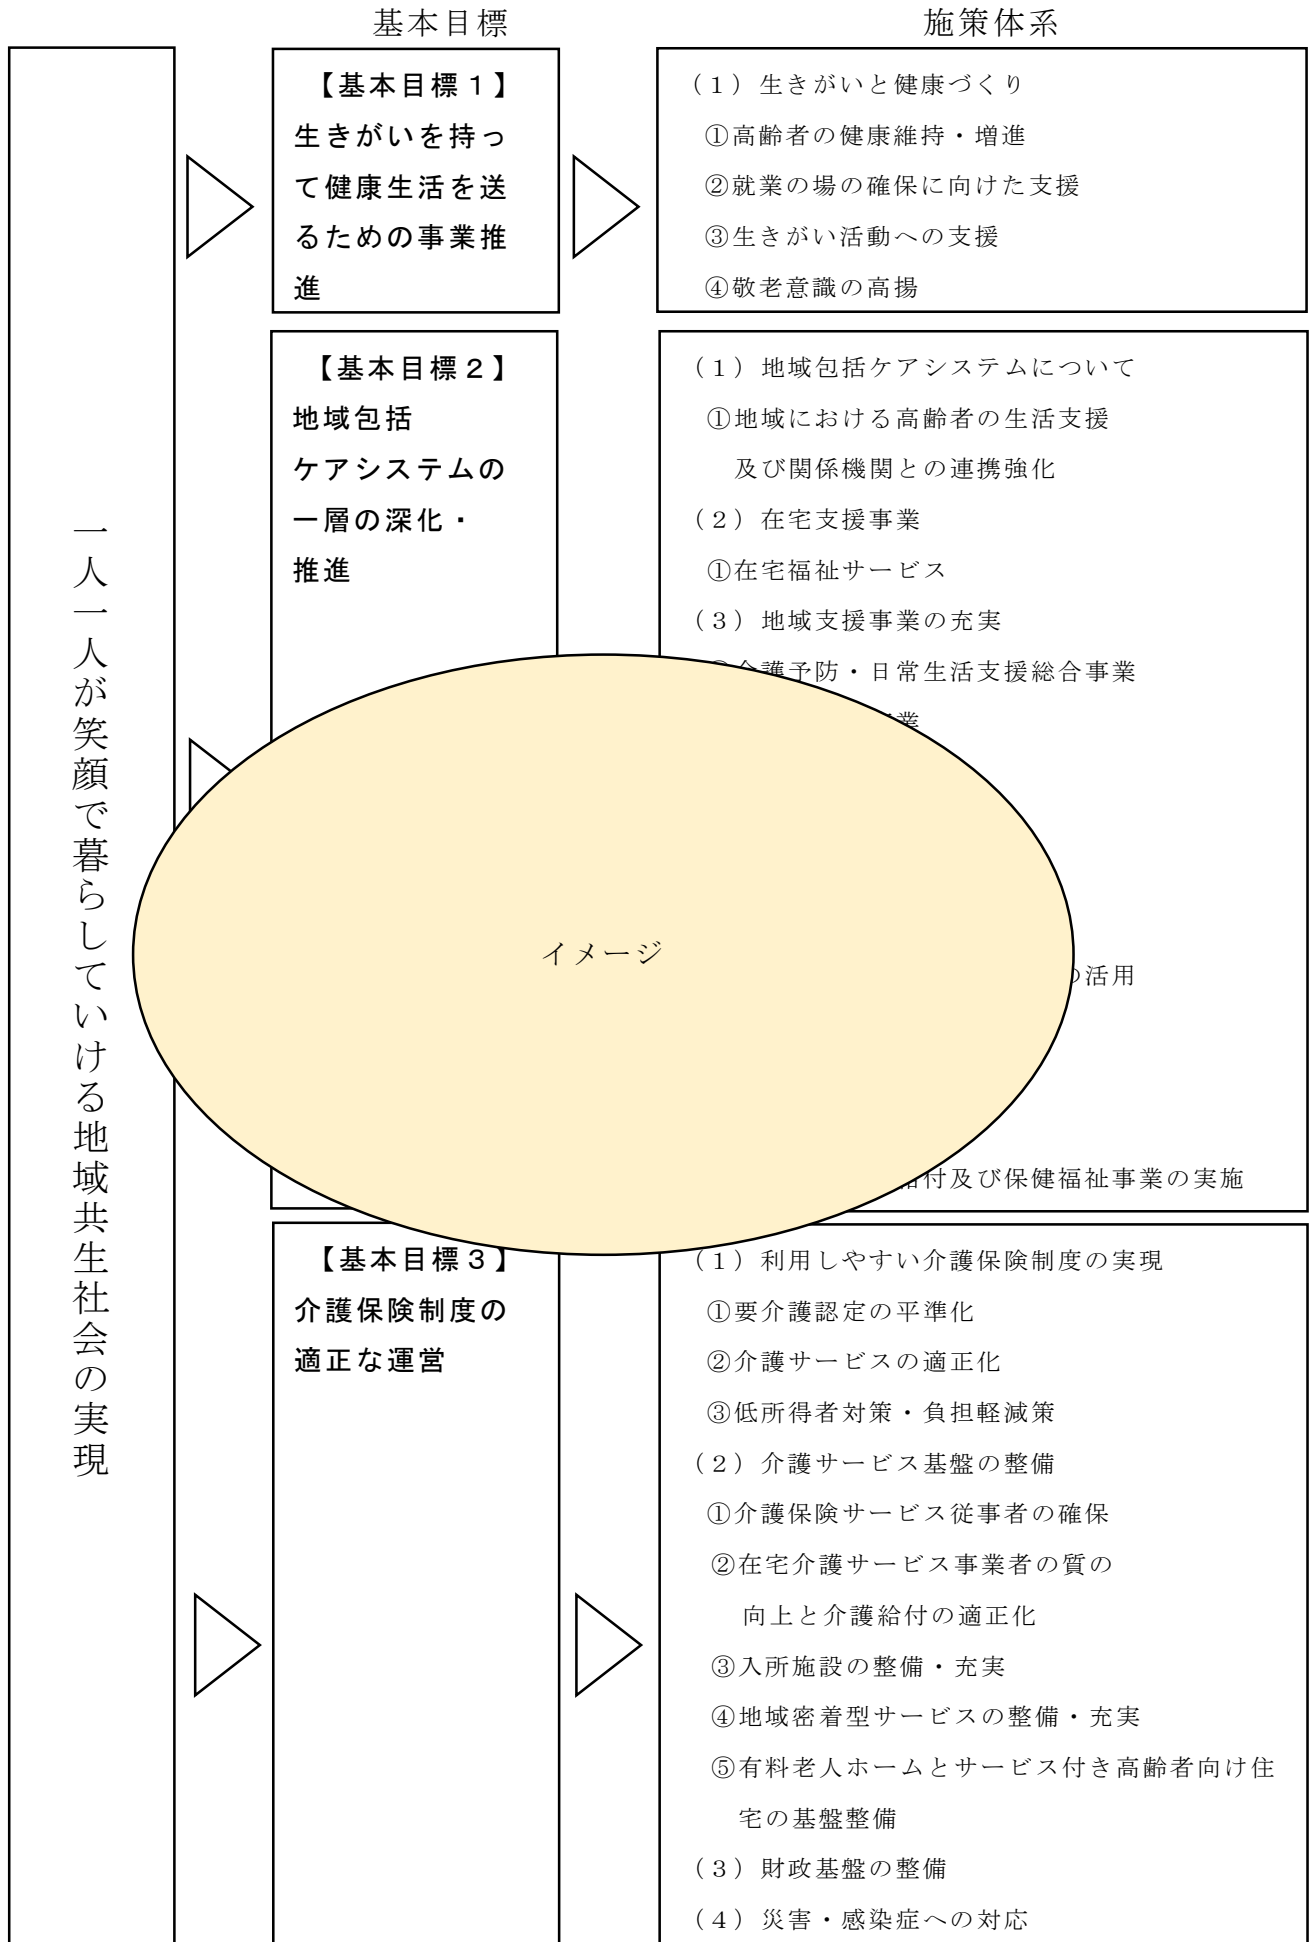 基本目標
施策体系
一人一人が笑顔で暮らしていける地域共生社会の実現
【基本目標１】
生きがいを持っ
て健康生活を送
るための事業推
進
（１）生きがいと健康づくり
①高齢者の健康維持・増進
②就業の場の確保に向けた支援
③生きがい活動への支援
④敬老意識の高揚
【基本目標２】
地域包括
ケアシステムの
一層の深化・
推進
（１）地域包括ケアシステムについて
①地域における高齢者の生活支援
及び関係機関との連携強化
（２）在宅支援事業
①在宅福祉サービス
（３）地域支援事業の充実
護予防・日常生活支援総合事業
業
イメージ
の活用
付及び保健福祉事業の実施
【基本目標３】
介護保険制度の
適正な運営
（１）利用しやすい介護保険制度の実現
①要介護認定の平準化
②介護サービスの適正化
③低所得者対策・負担軽減策
（２）介護サービス基盤の整備
①介護保険サービス従事者の確保
②在宅介護サービス事業者の質の
向上と介護給付の適正化
③入所施設の整備・充実
④地域密着型サービスの整備・充実
⑤有料老人ホームとサービス付き高齢者向け住
宅の基盤整備
（３）財政基盤の整備
（４）災害・感染症への対応